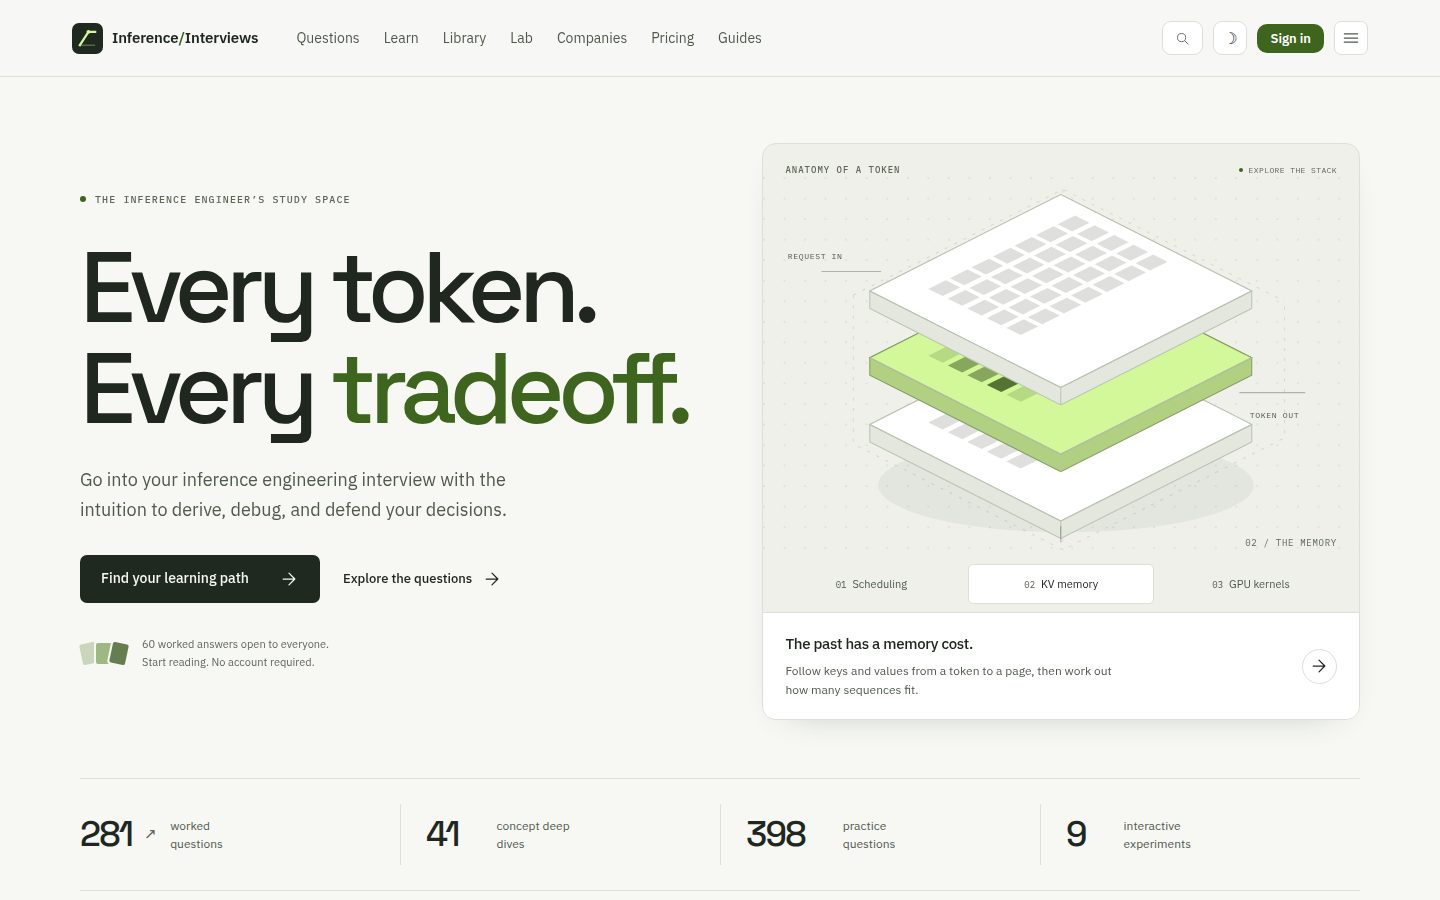 Inference/Interviews
Questions
Learn
Library
Lab
Companies
Pricing
Guides
Sign in
THE INFERENCE ENGINEER’S STUDY SPACE
Every token.
Every tradeoff.
Go into your inference engineering interview with the
intuition to derive, debug, and defend your decisions.
Find your learning path →
Explore the questions →
60 worked answers open to everyone.
Start reading. No account required.
ANATOMY OF A TOKEN
EXPLORE THE STACK
REQUEST IN
TOKEN OUT
02 / THE MEMORY
01 Scheduling
02 KV memory
03 GPU kernels
The past has a memory cost.
Follow keys and values from a token to a page, then work out
how many sequences fit.
281 ↗ worked
questions
41 concept deep
dives
398 practice
questions
9 interactive
experiments